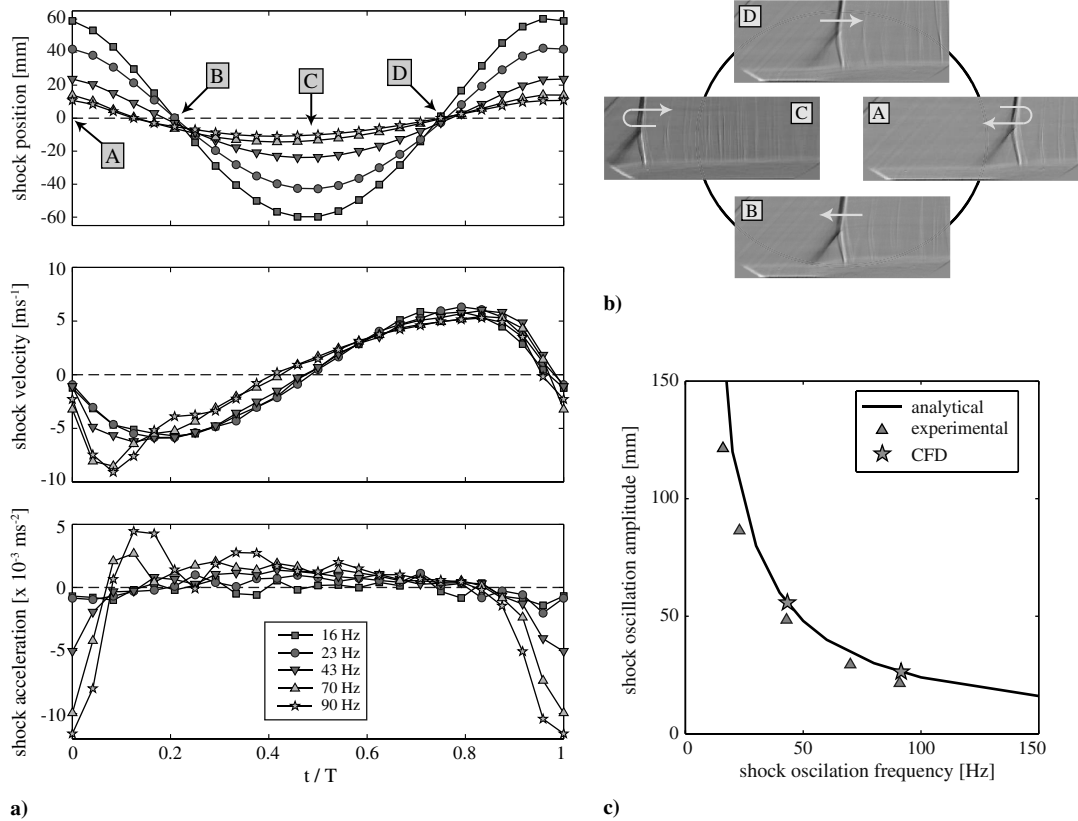 60
40
20
0
-20
-40
-60
shock position [mm]
A
B
C
D
10
5
0
-5
-10
shock velocity [ms⁻¹]
5
0
-5
-10
shock acceleration [x 10⁻³ ms⁻²]
16 Hz
23 Hz
43 Hz
70 Hz
90 Hz
0 0.2 0.4 0.6 0.8 1
t / T
a)
D
C
A
B
b)
150
100
50
0
shock oscillation amplitude [mm]
analytical
experimental
CFD
0 50 100 150
shock oscilation frequency [Hz]
c)